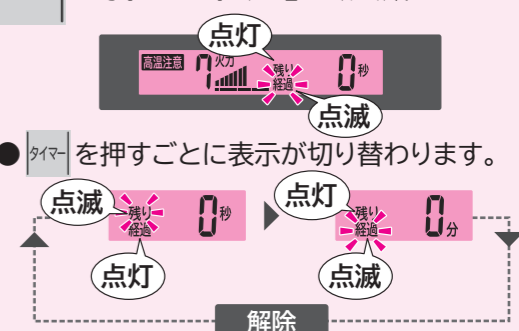 点灯
高温注意 7 火力 残り 経過 0秒
点滅
● タイマー を押すごとに表示が切り替わります。
点滅 残り 経過 0秒 点灯 残り 経過 0分
点灯 点滅
解除